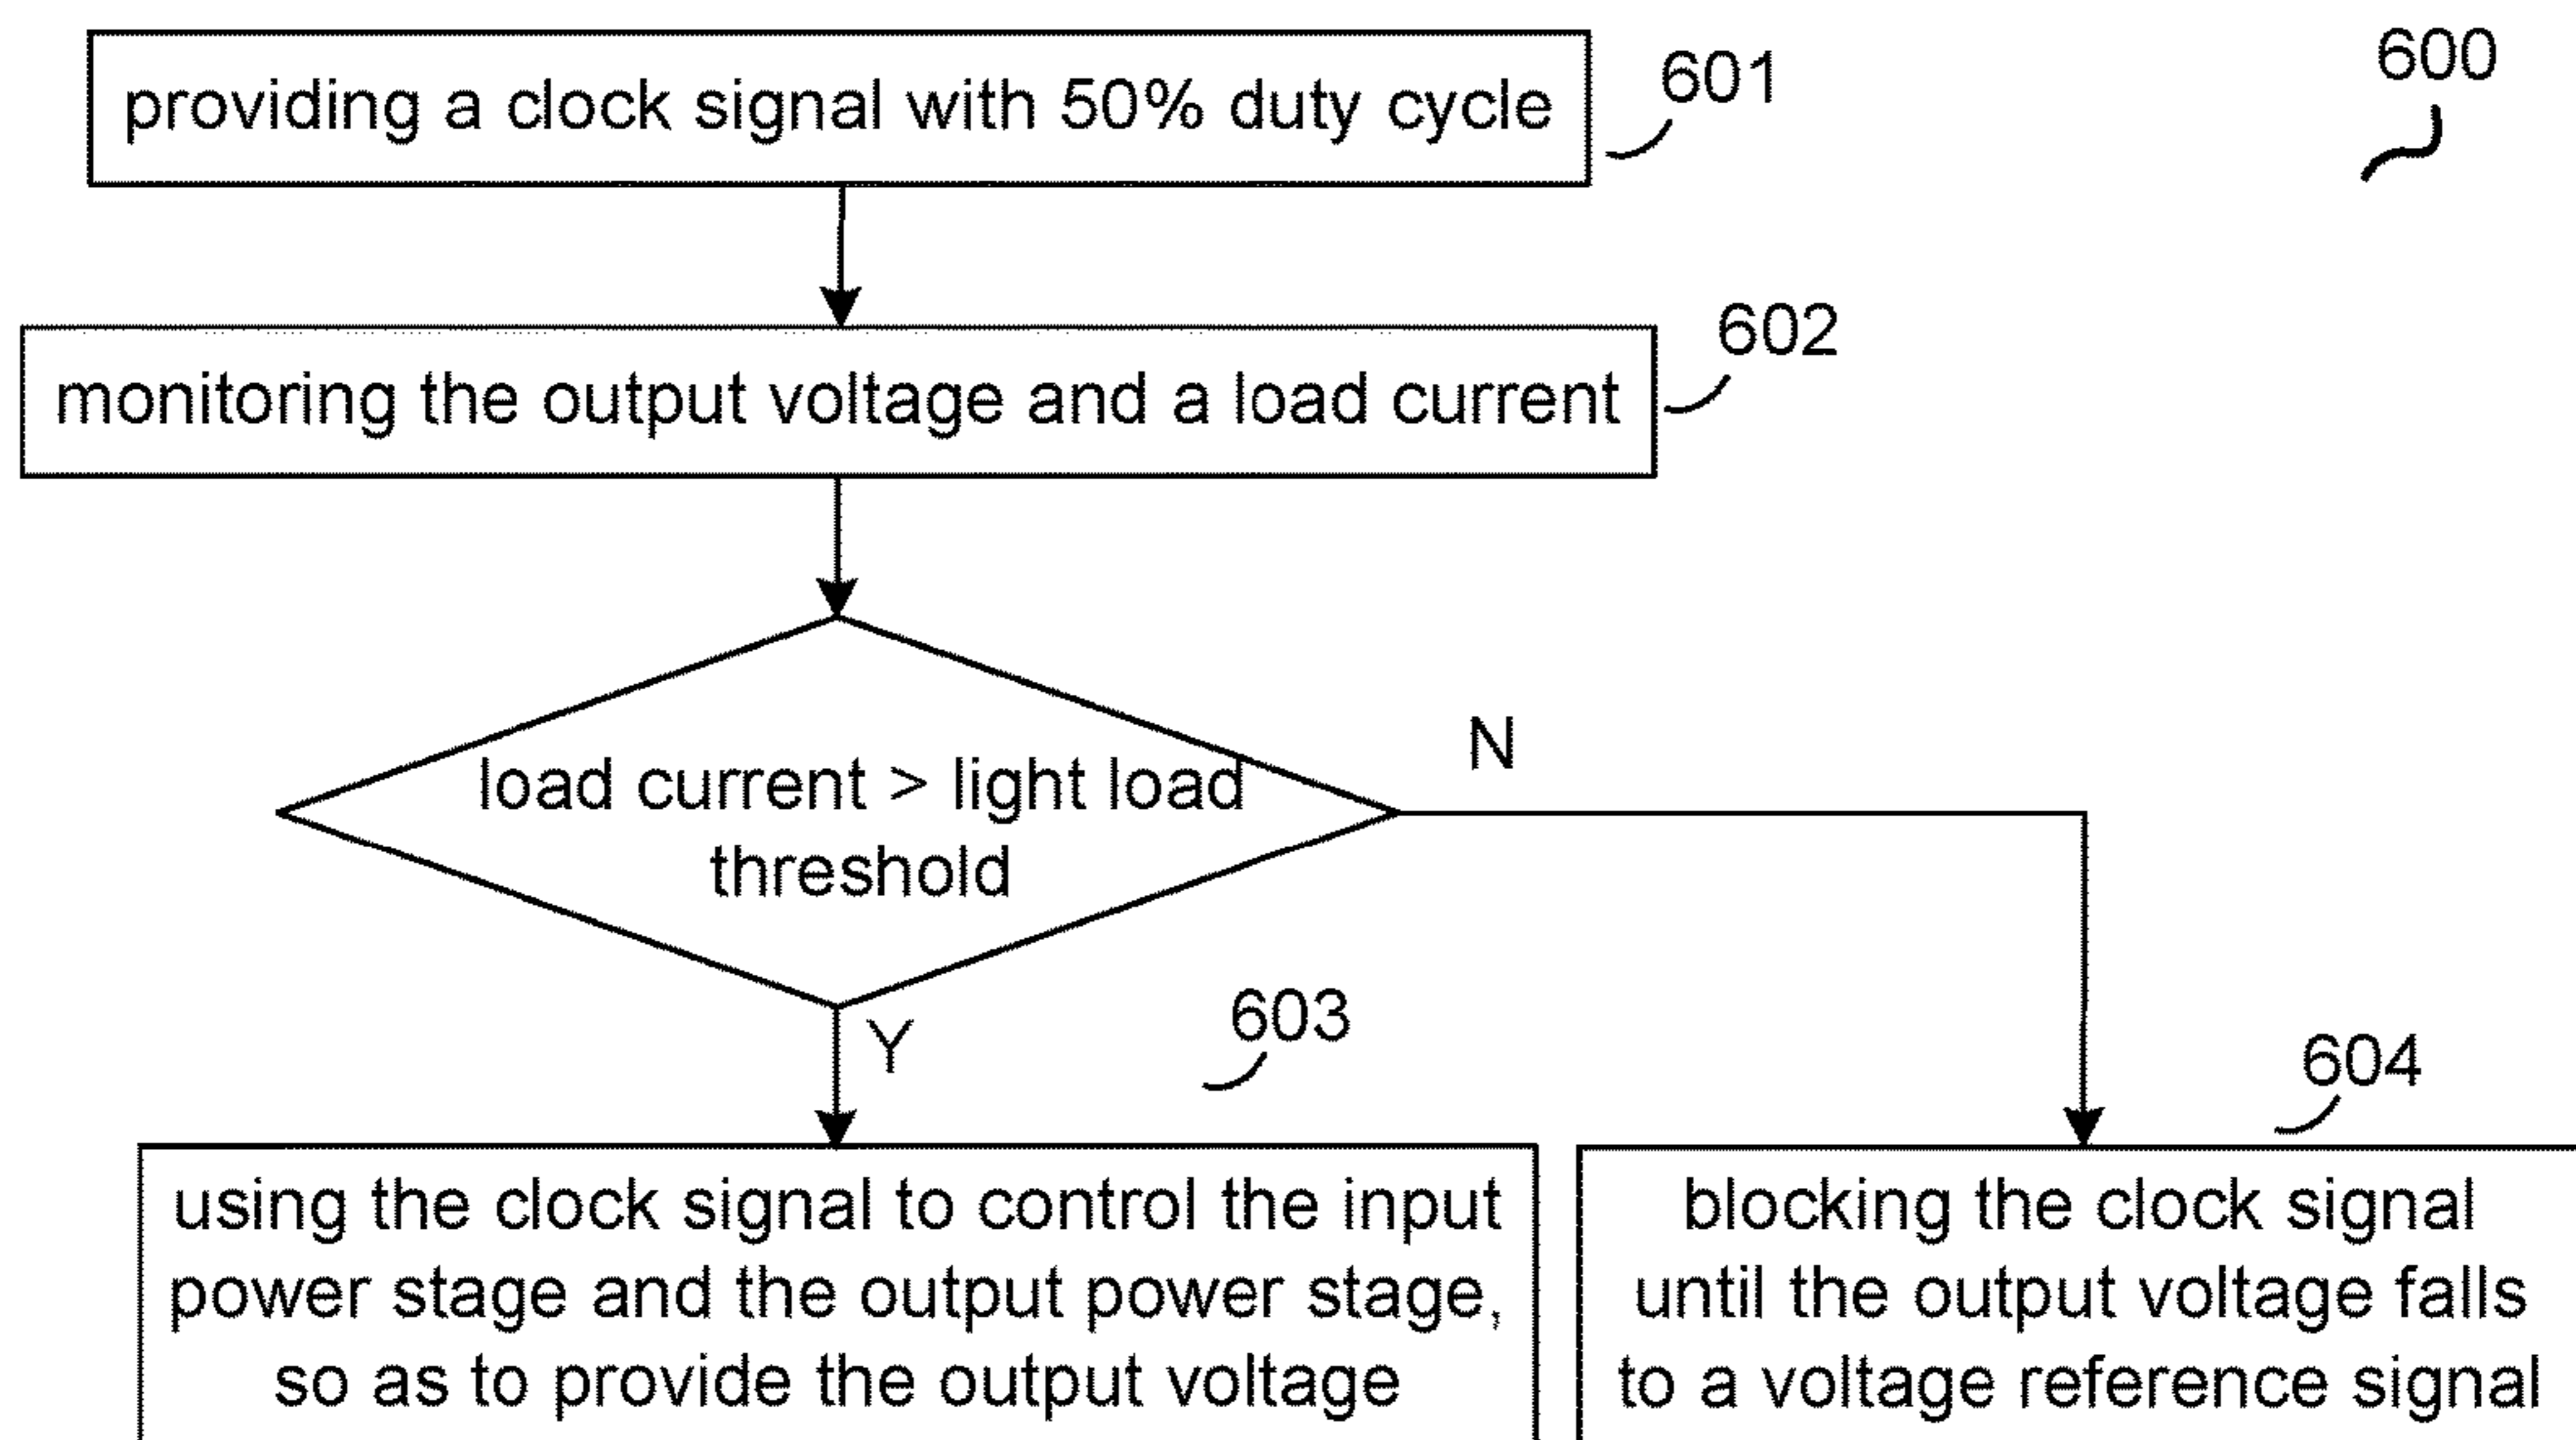 600
providing a clock signal with 50% duty cycle
601
monitoring the output voltage and a load current
602
load current > light load
threshold
N
Y
603
using the clock signal to control the input
power stage and the output power stage,
so as to provide the output voltage
604
blocking the clock signal
until the output voltage falls
to a voltage reference signal